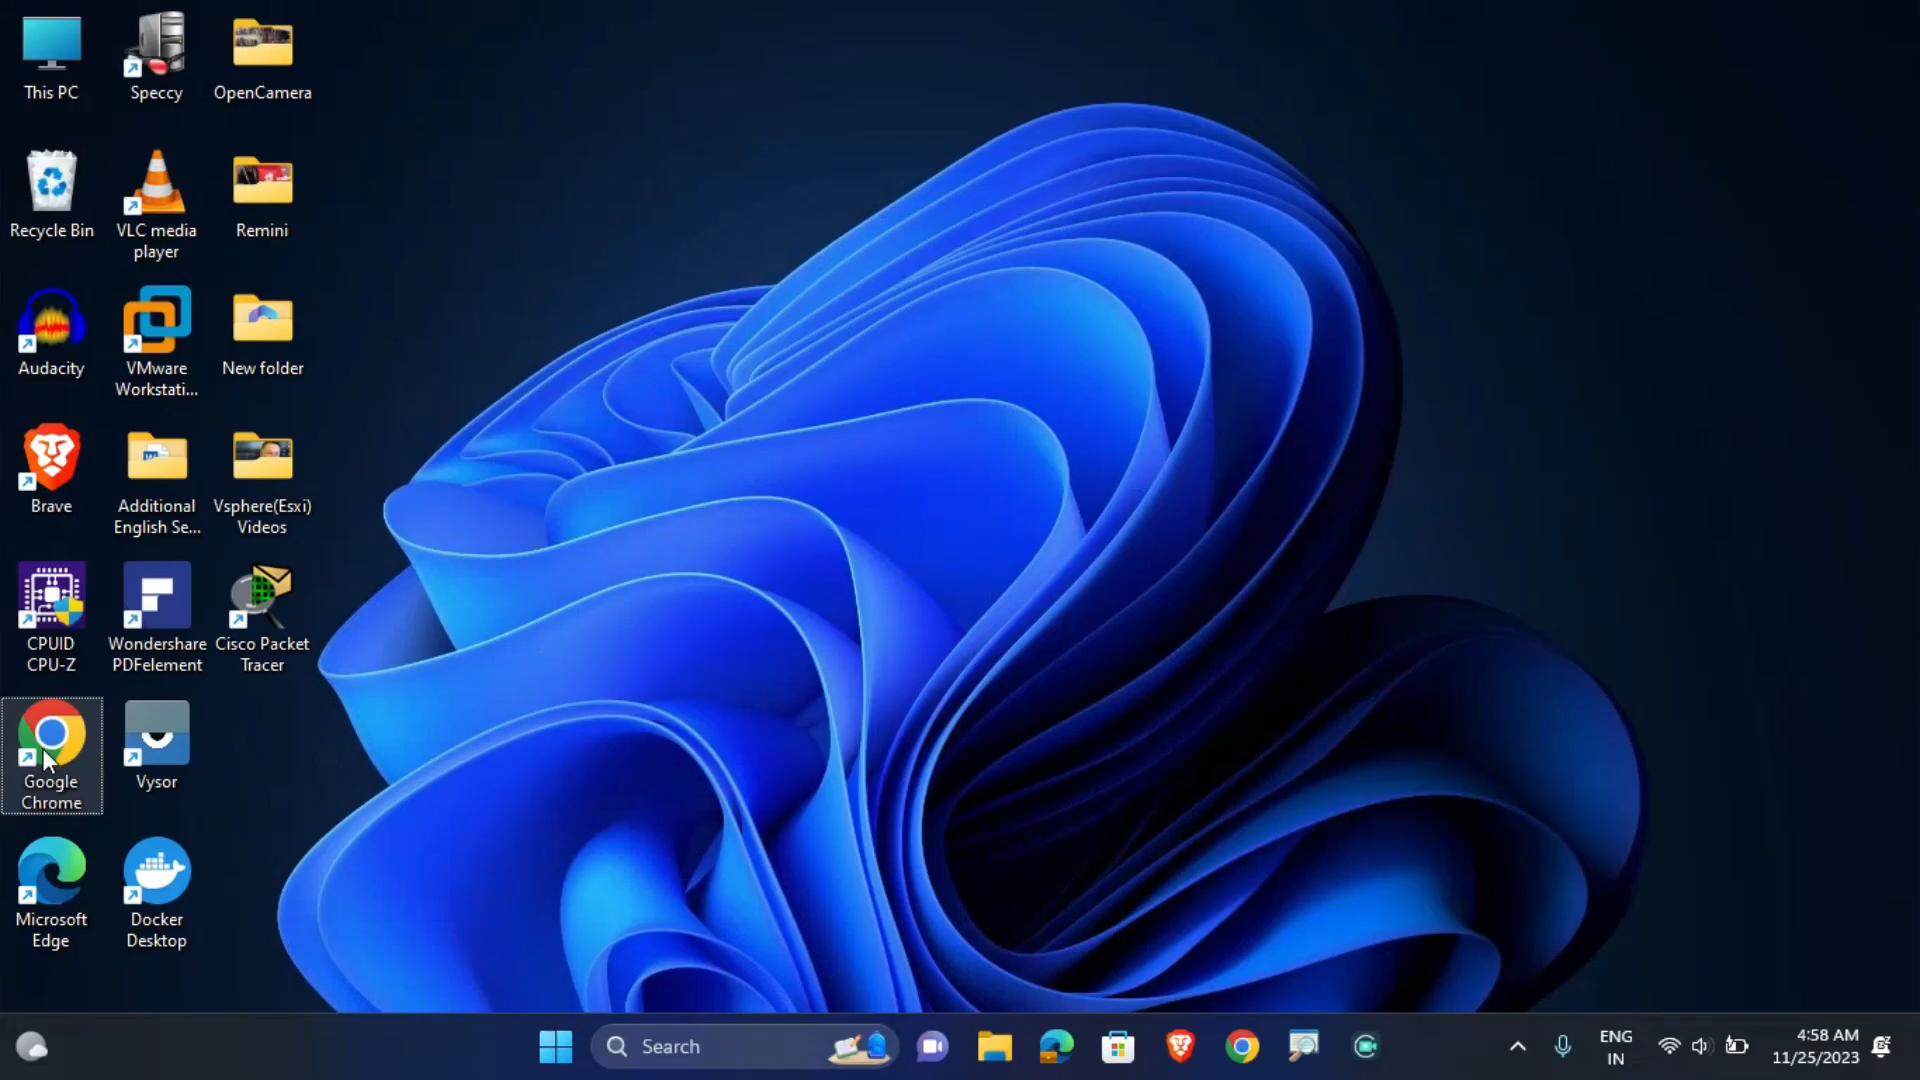 This PC
Speccy
OpenCamera
Recycle Bin
VLC media
player
Remini
Audacity
VMware
Workstati...
New folder
Brave
Additional
English Se...
Vsphere(Esxi)
Videos
CPUID
CPU-Z
Wondershare
PDFelement
Cisco Packet
Tracer
Google
Chrome
Vysor
Microsoft
Edge
Docker
Desktop
Search
ENG
IN
4:58 AM
11/25/2023